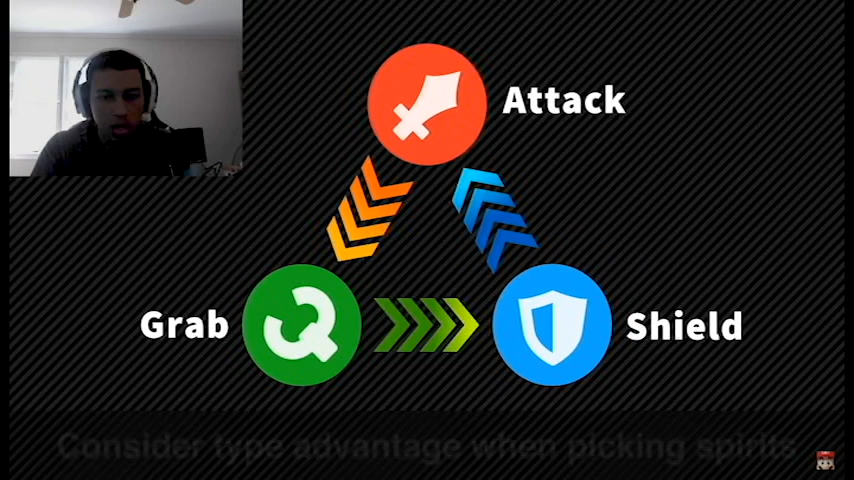 Attack
Grab
Shield
Consider type advantage when picking spirits